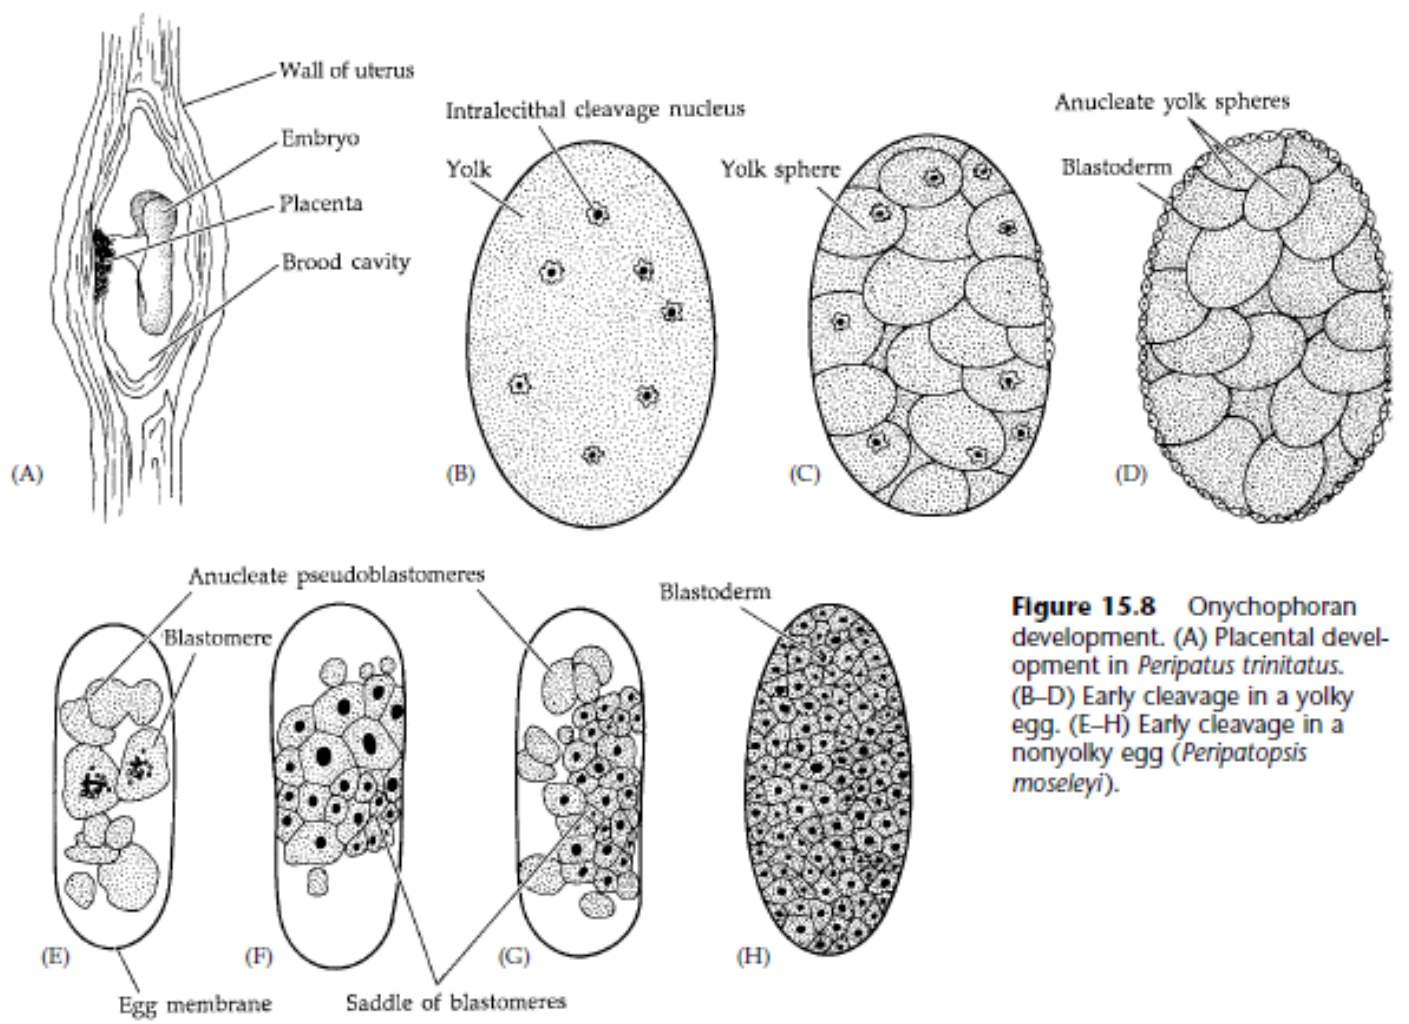 Wall of uterus
Embryo
Placenta
Brood cavity
(A)
Intralecithal cleavage nucleus
Yolk
(B)
Yolk sphere
(C)
Anucleate yolk spheres
Blastoderm
(D)
Anucleate pseudoblastomeres
Blastomere
(E)
Egg membrane
(F)
Saddle of blastomeres
(G)
Blastoderm
(H)
Figure 15.8 Onychophoran
development. (A) Placental devel-
opment in Peripatus trinitatus.
(B–D) Early cleavage in a yolky
egg. (E–H) Early cleavage in a
nonyolky egg (Peripatopsis
moseleyi).